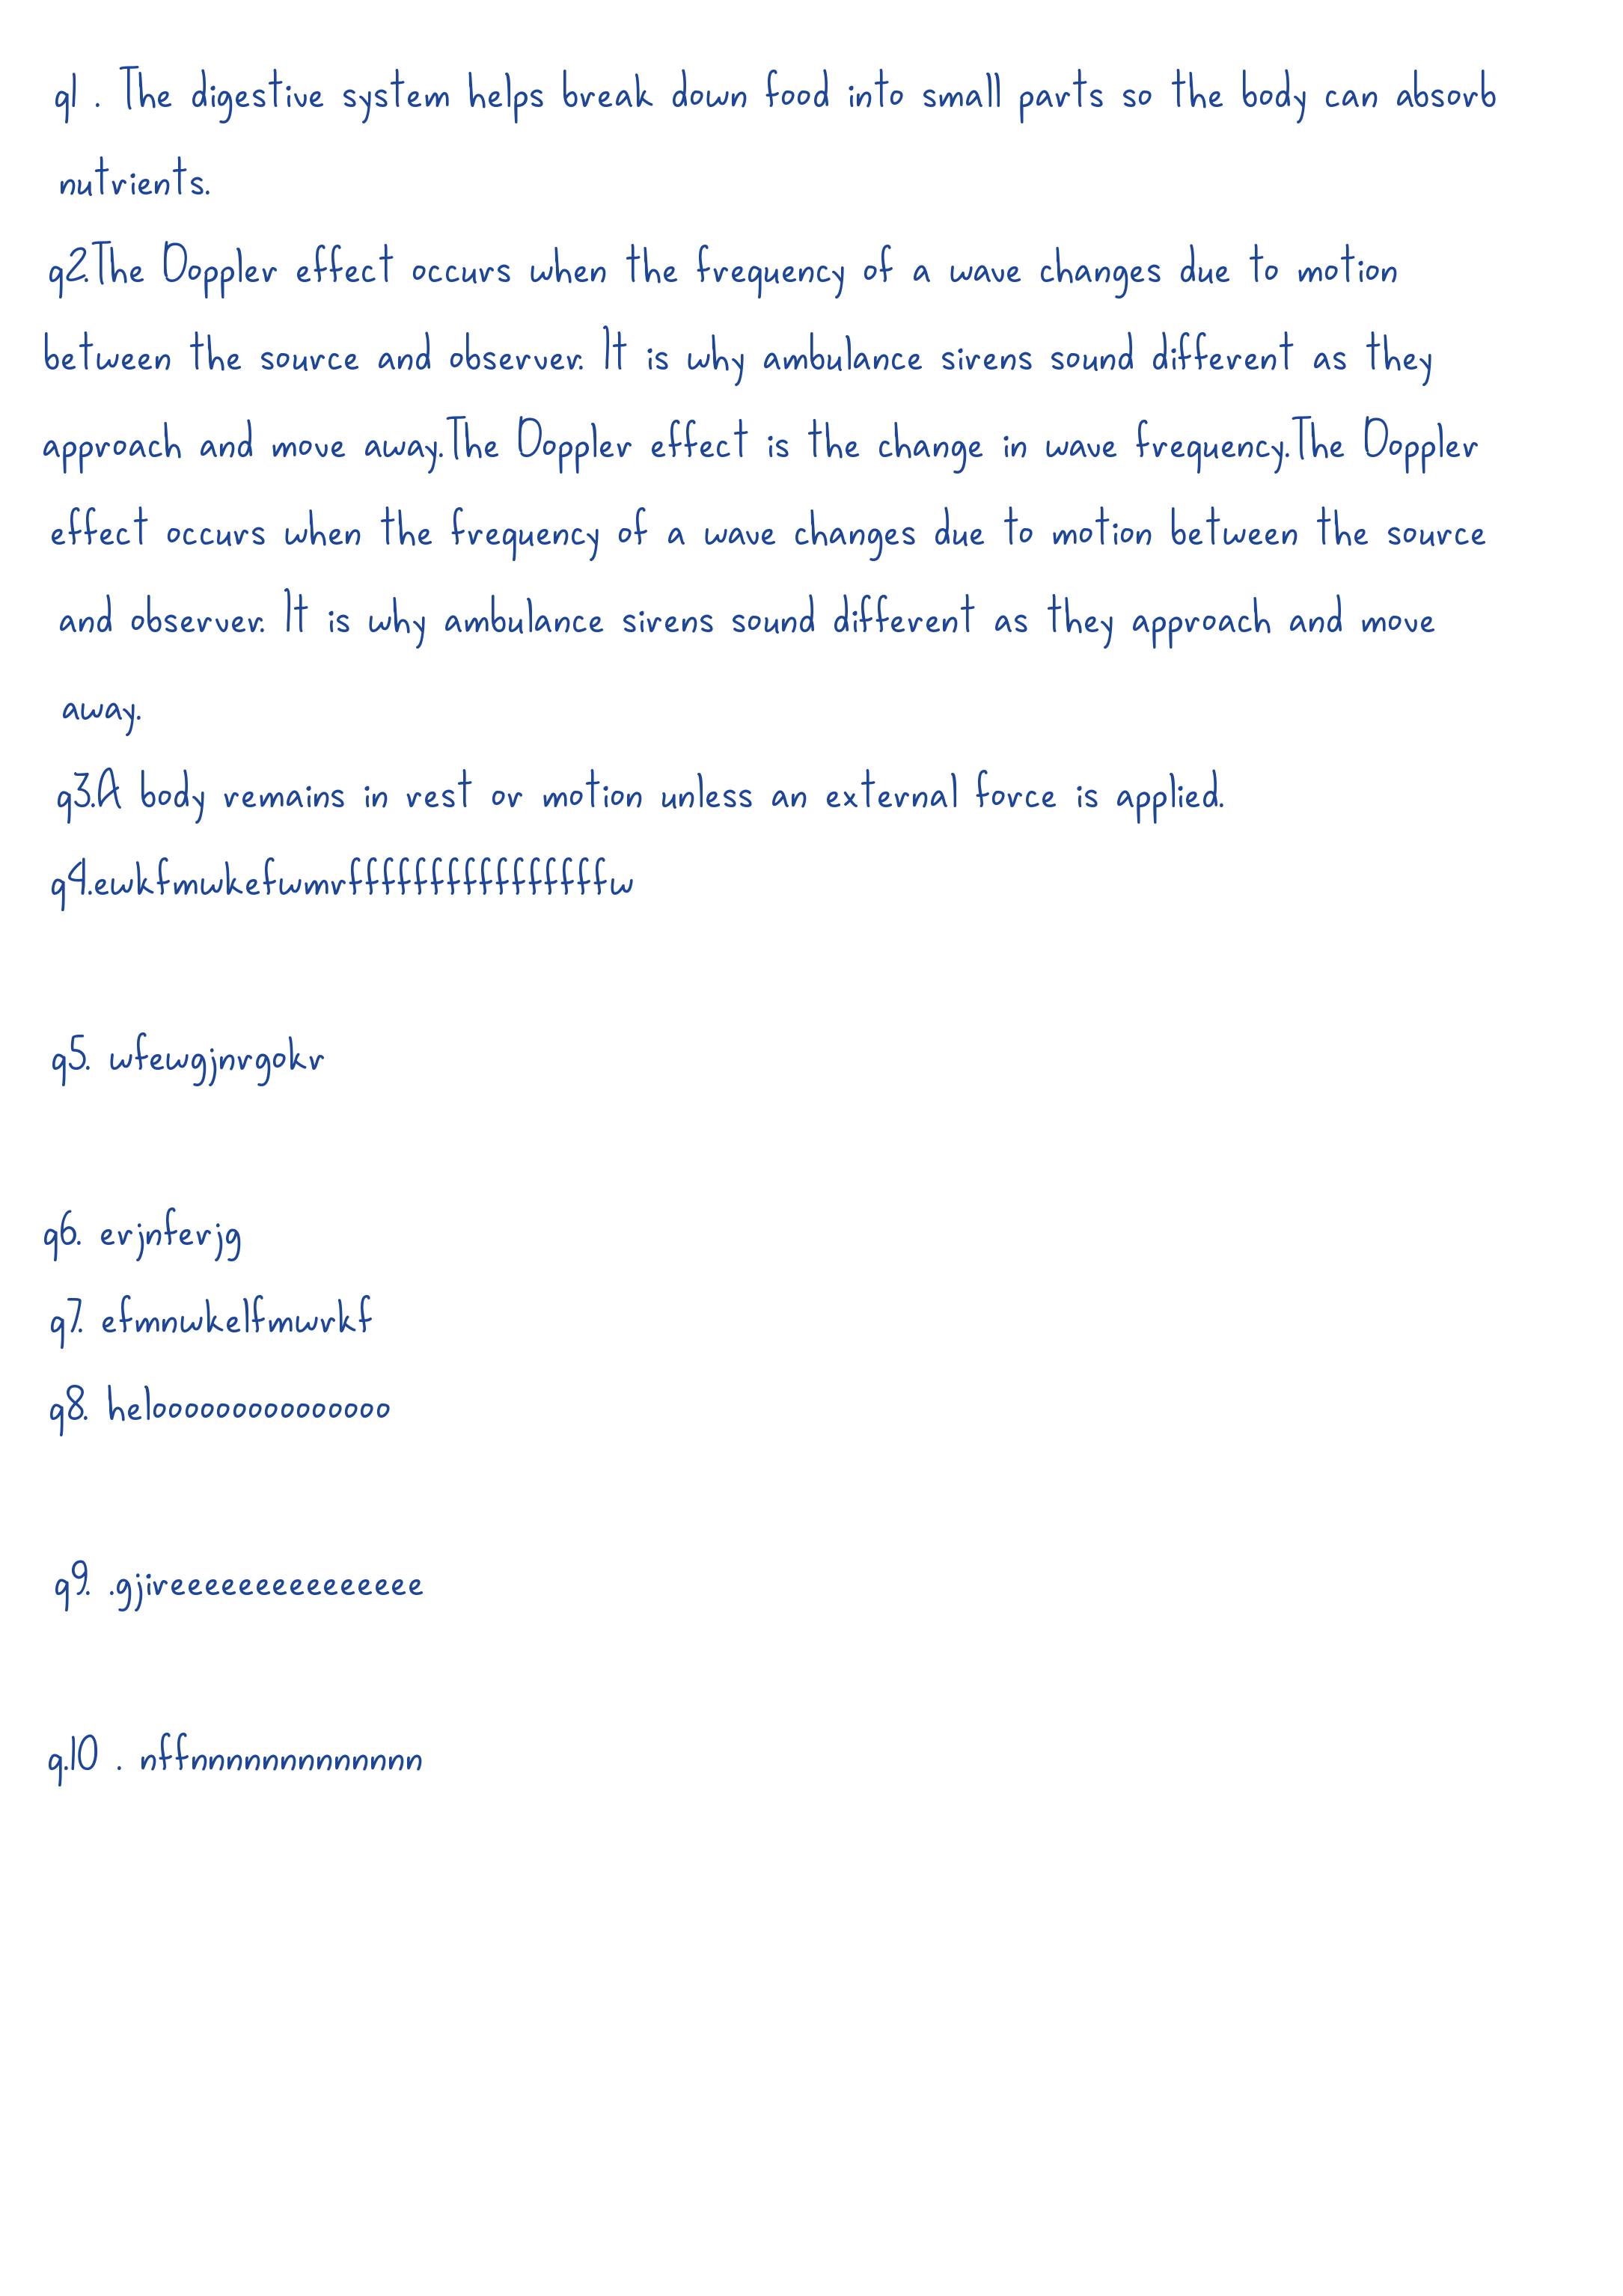 q1 . The digestive system helps break down food into small parts so the body can absorb
nutrients.
q2.The Doppler effect occurs when the frequency of a wave changes due to motion
between the source and observer. It is why ambulance sirens sound different as they
approach and move away.The Doppler effect is the change in wave frequency.The Doppler
effect occurs when the frequency of a wave changes due to motion between the source
and observer. It is why ambulance sirens sound different as they approach and move
away.
q3.A body remains in rest or motion unless an external force is applied.
q4.ewkfmwkefwmrffffffffffffffffw
q5. wfewgjnrgokr
q6. erjnferjg
q7. efmnwkelfmwrkf
q8. helooooooooooooooo
q9. .gjireeeeeeeeeeeeeee
q.10 . nffnnnnnnnnnnnnn